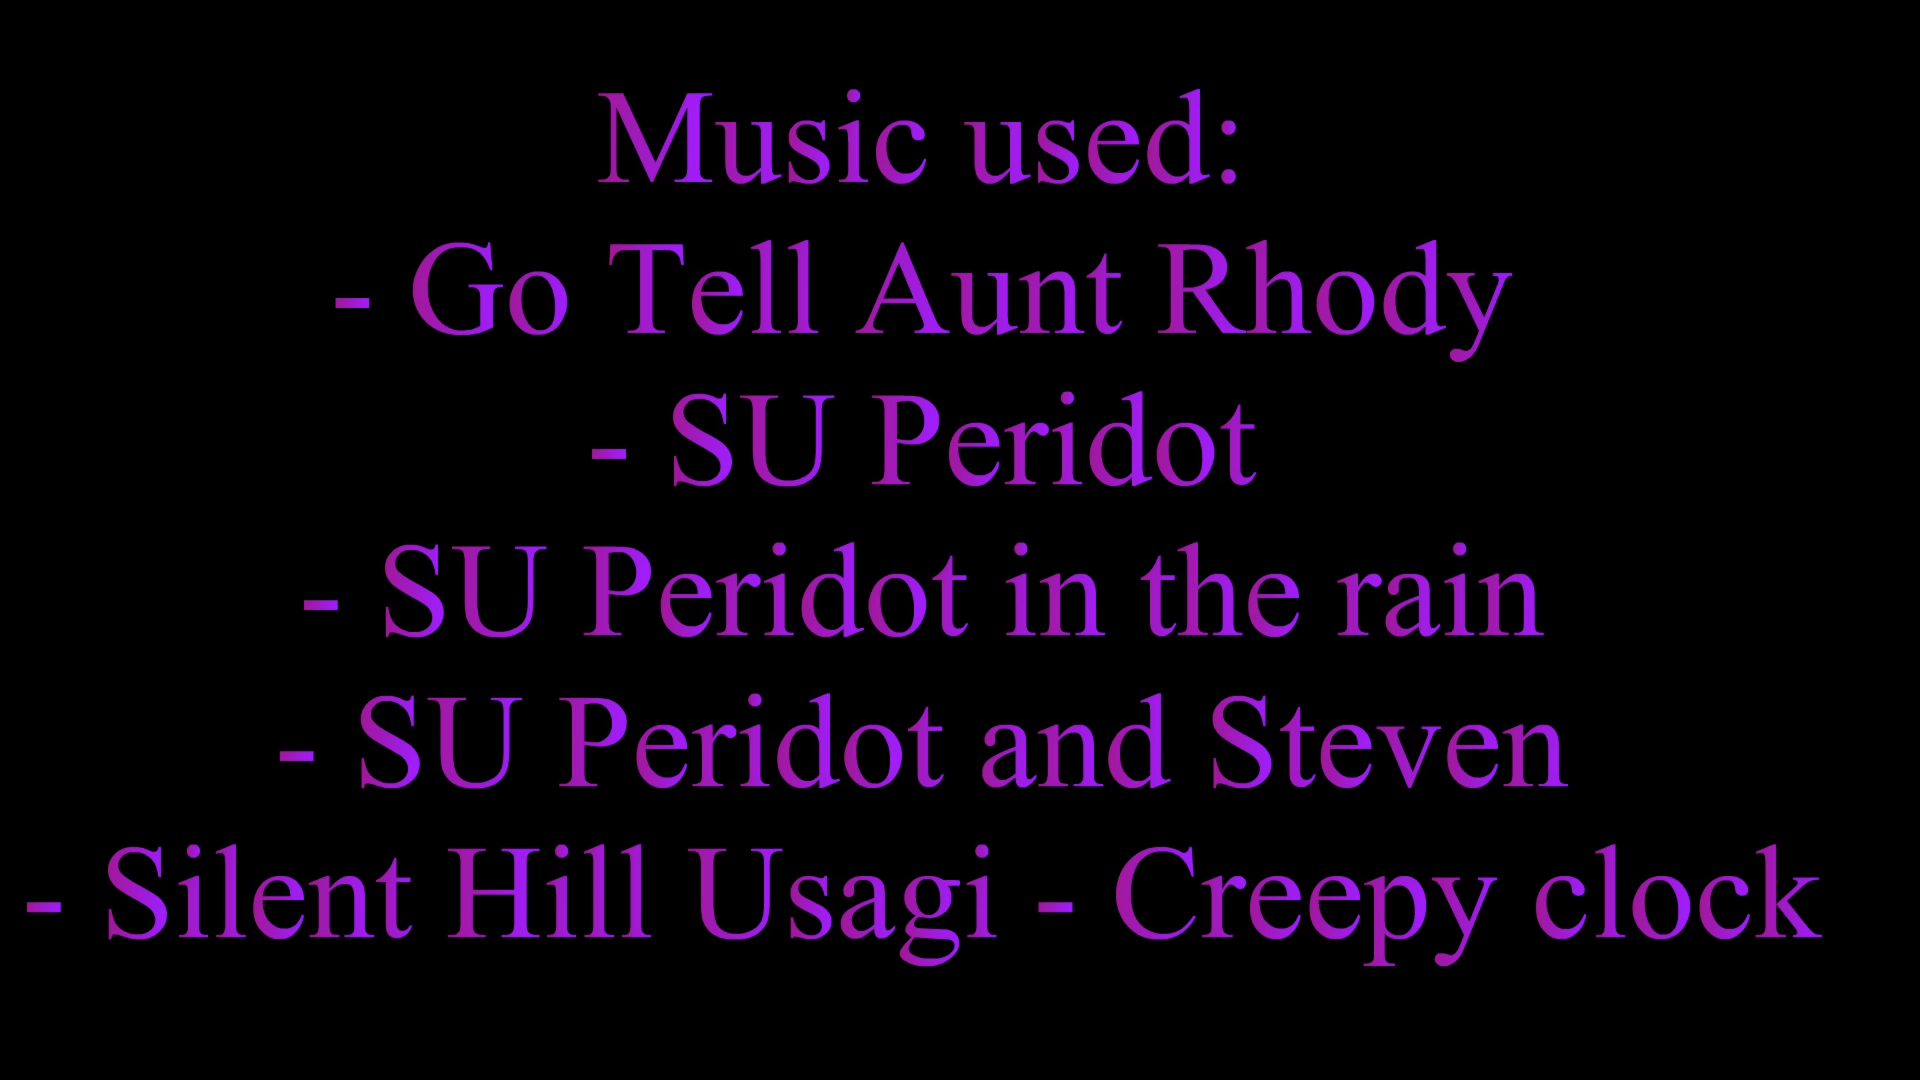 Music used:
- Go Tell Aunt Rhody
- SU Peridot
- SU Peridot in the rain
- SU Peridot and Steven
- Silent Hill Usagi - Creepy clock